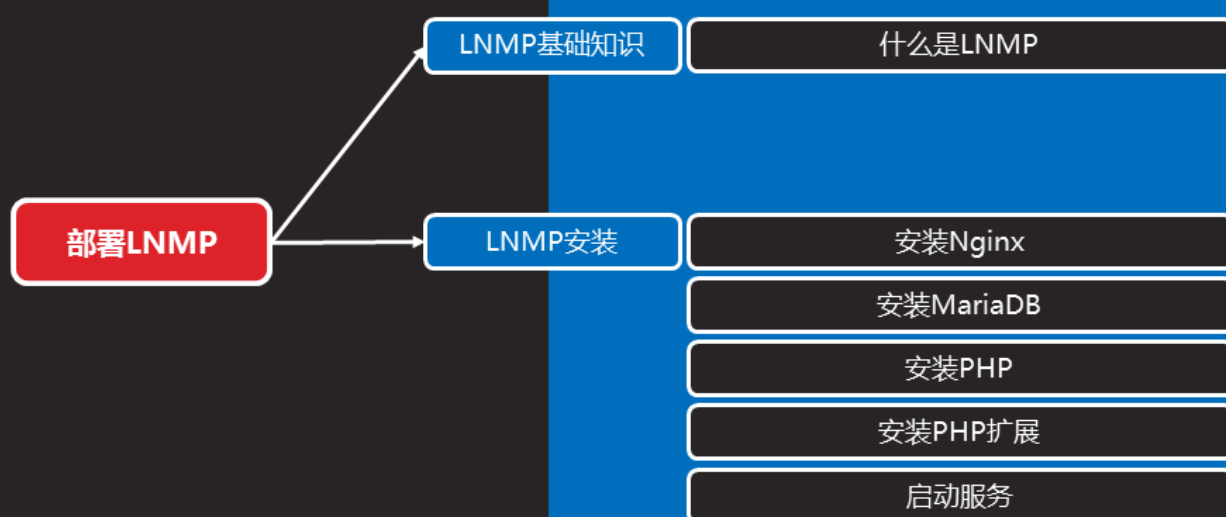 部署LNMP
LNMP基础知识
什么是LNMP
LNMP安装
安装Nginx
安装MariaDB
安装PHP
安装PHP扩展
启动服务